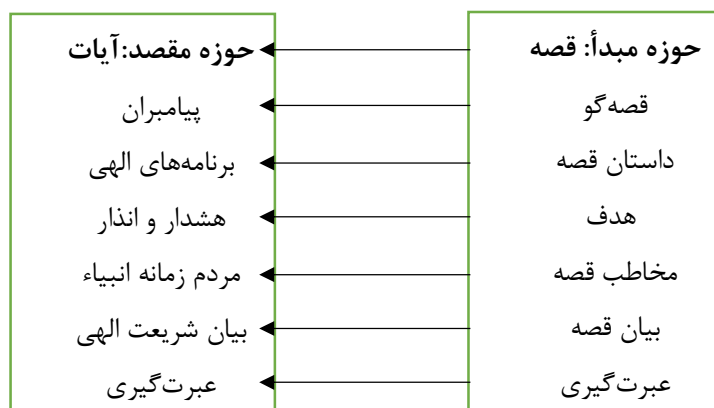 حوزه مبدأ: قصه
حوزه مقصد:آیات
قصه‌گو
پیامبران
داستان قصه
برنامه‌های الهی
هدف
هشدار و انذار
مخاطب قصه
مردم زمانه انبیاء
بیان قصه
بیان شریعت الهی
عبرت‌گیری
عبرت‌گیری